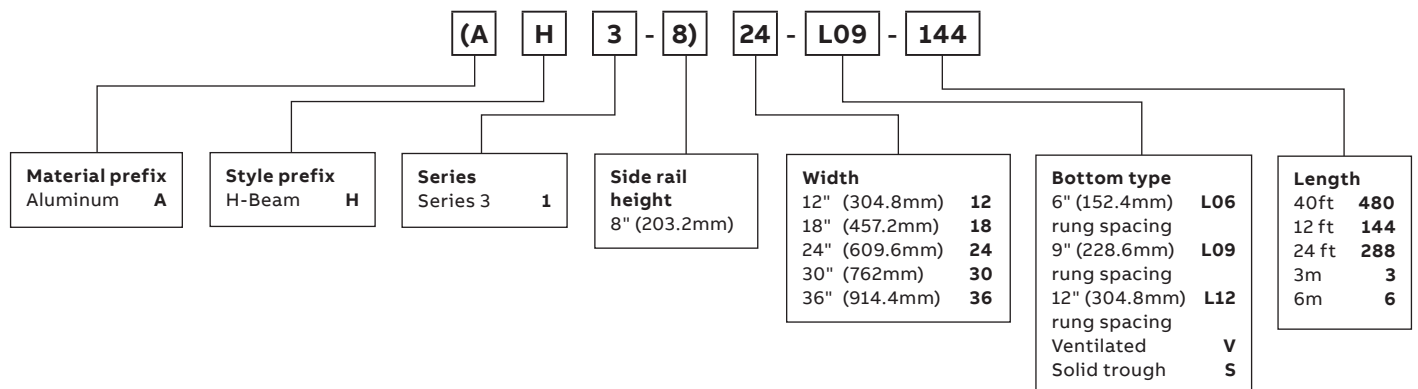 (A H 3 - 8) 24 - L09 - 144
Material prefix
Aluminum A
Style prefix
H-Beam H
Series
Series 3 1
Side rail
height
8" (203.2mm)
Width
12" (304.8mm) 12
18" (457.2mm) 18
24" (609.6mm) 24
30" (762mm) 30
36" (914.4mm) 36
Bottom type
6" (152.4mm) L06
rung spacing
9" (228.6mm) L09
rung spacing
12" (304.8mm) L12
rung spacing
Ventilated V
Solid trough S
Length
40ft 480
12 ft 144
24 ft 288
3m 3
6m 6